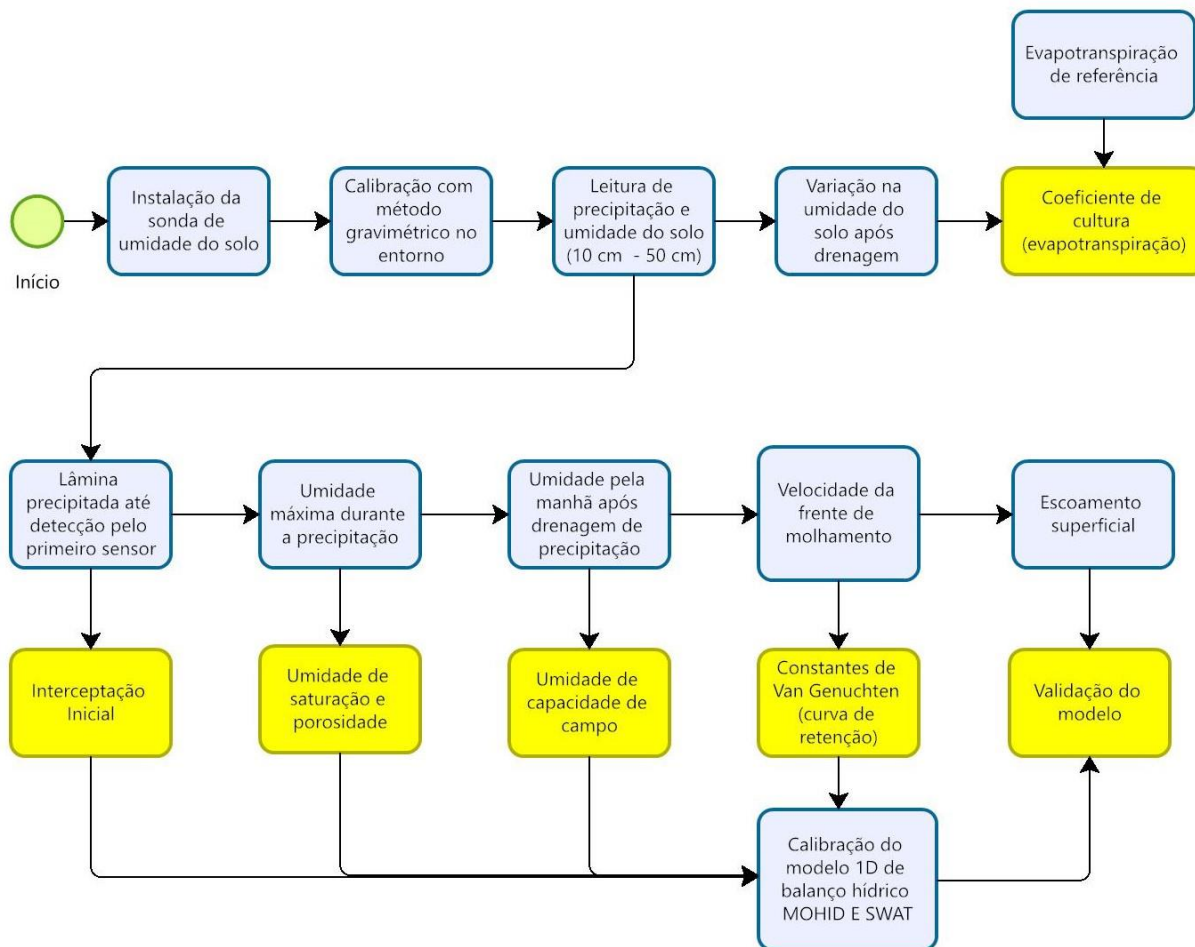 Evapotranspiração
de referência
Início
Instalação da
sonda de
umidade do solo
Calibração com
método
gravimétrico no
entorno
Leitura de
precipitação e
umidade do solo
(10 cm - 50 cm)
Variação na
umidade do
solo após
drenagem
Coeficiente de
cultura
(evapotranspiração)
Lâmina
precipitada até
detecção pelo
primeiro sensor
Umidade
máxima durante
a precipitação
Umidade pela
manhã após
drenagem de
precipitação
Velocidade da
frente de
molhamento
Escoamento
superficial
Interceptação
Inicial
Umidade de
saturação e
porosidade
Umidade de
capacidade de
campo
Constantes de
Van Genuchten
(curva de
retenção)
Validação do
modelo
Calibração do
modelo 1D de
balanço hídrico
MOHID E SWAT